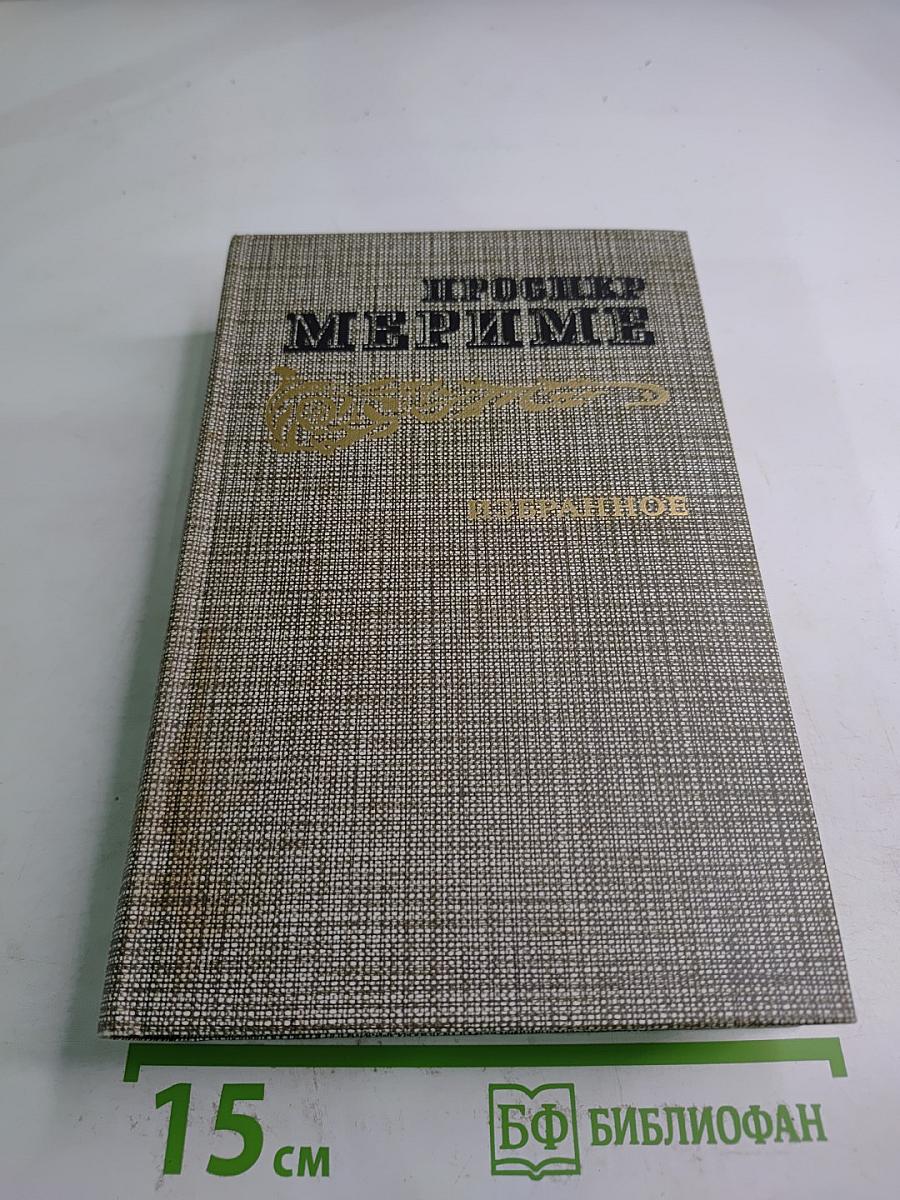 ПРОСПЕР
МЕРИМЕ
ИЗБРАННОЕ
15 см
БФ БИБЛИОФАН